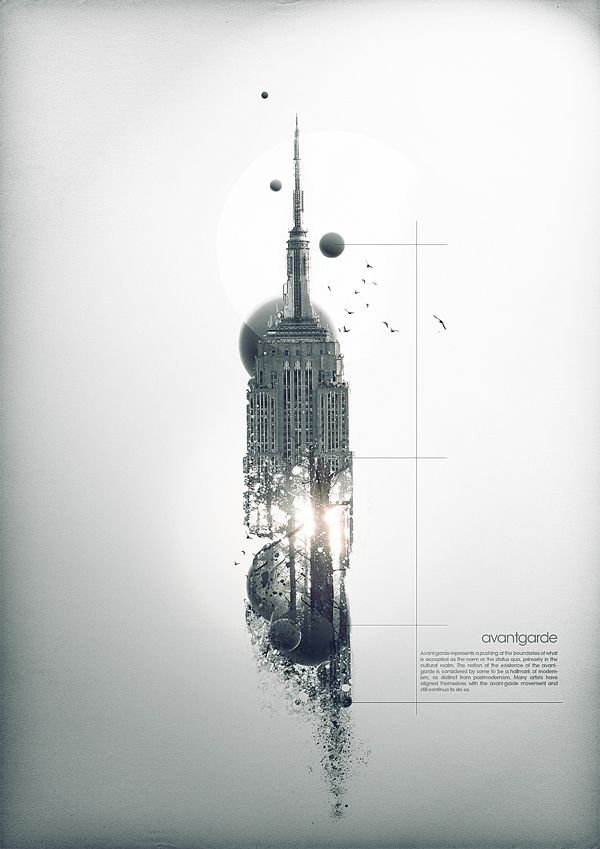 avantgarde
Avant-garde represents a pushing of the boundaries of what
is accepted as the norm or the status quo, primarily in the
cultural realm. The notion of the existence of the avant-
garde is considered by some to be a hallmark of modern-
ism, as distinct from postmodernism. Many artists have
aligned themselves with the avant-garde movement and
still continue to do so.